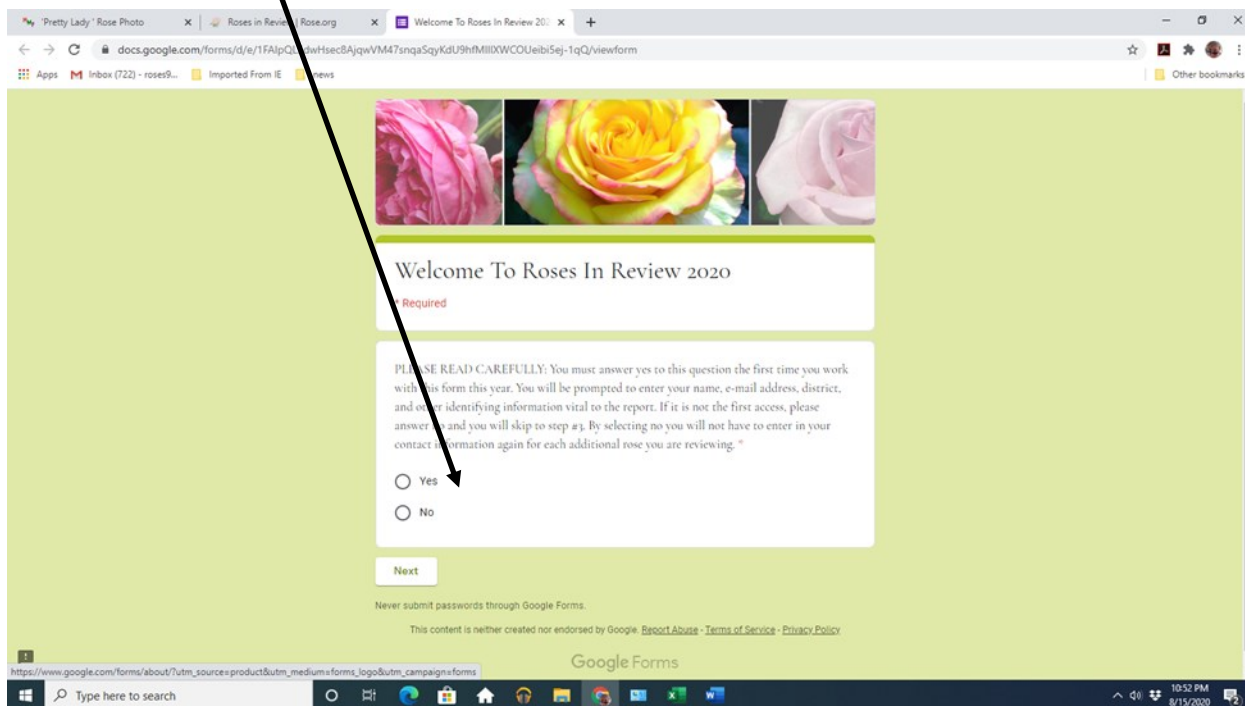 'Pretty Lady' Rose Photo
Roses in Review | Rose.org
Welcome To Roses In Review 202
docs.google.com/forms/d/e/
Apps
Inbox (722) - roses9...
Imported From IE
news
Other bookmarks
Welcome To Roses In Review 2020
* Required
PLEASE READ CAREFULLY: You must answer yes to this question the first time you work
with this form this year. You will be prompted to enter your name, e-mail address, district,
and other identifying information vital to the report. If it is not the first access, please
answer no and you will skip to step #3. By selecting no you will not have to enter in your
contact information again for each additional rose you are reviewing. *
Yes
No
Next
Never submit passwords through Google Forms.
This content is neither created nor endorsed by Google. Report Abuse - Terms of Service - Privacy Policy
Google Forms
https://www.google.com/forms/about/?utm_source=product&utm_medium=forms_logo&utm_campaign=forms
Type here to search
10:52 PM
8/15/2020